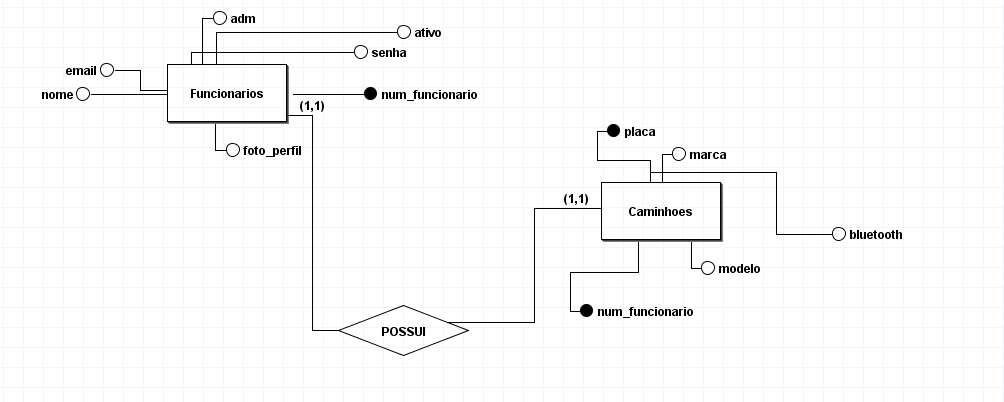 adm
ativo
senha
email
nome
Funcionarios
num_funcionario
(1,1)
foto_perfil
placa
marca
(1,1)
Caminhoes
bluetooth
modelo
num_funcionario
POSSUI